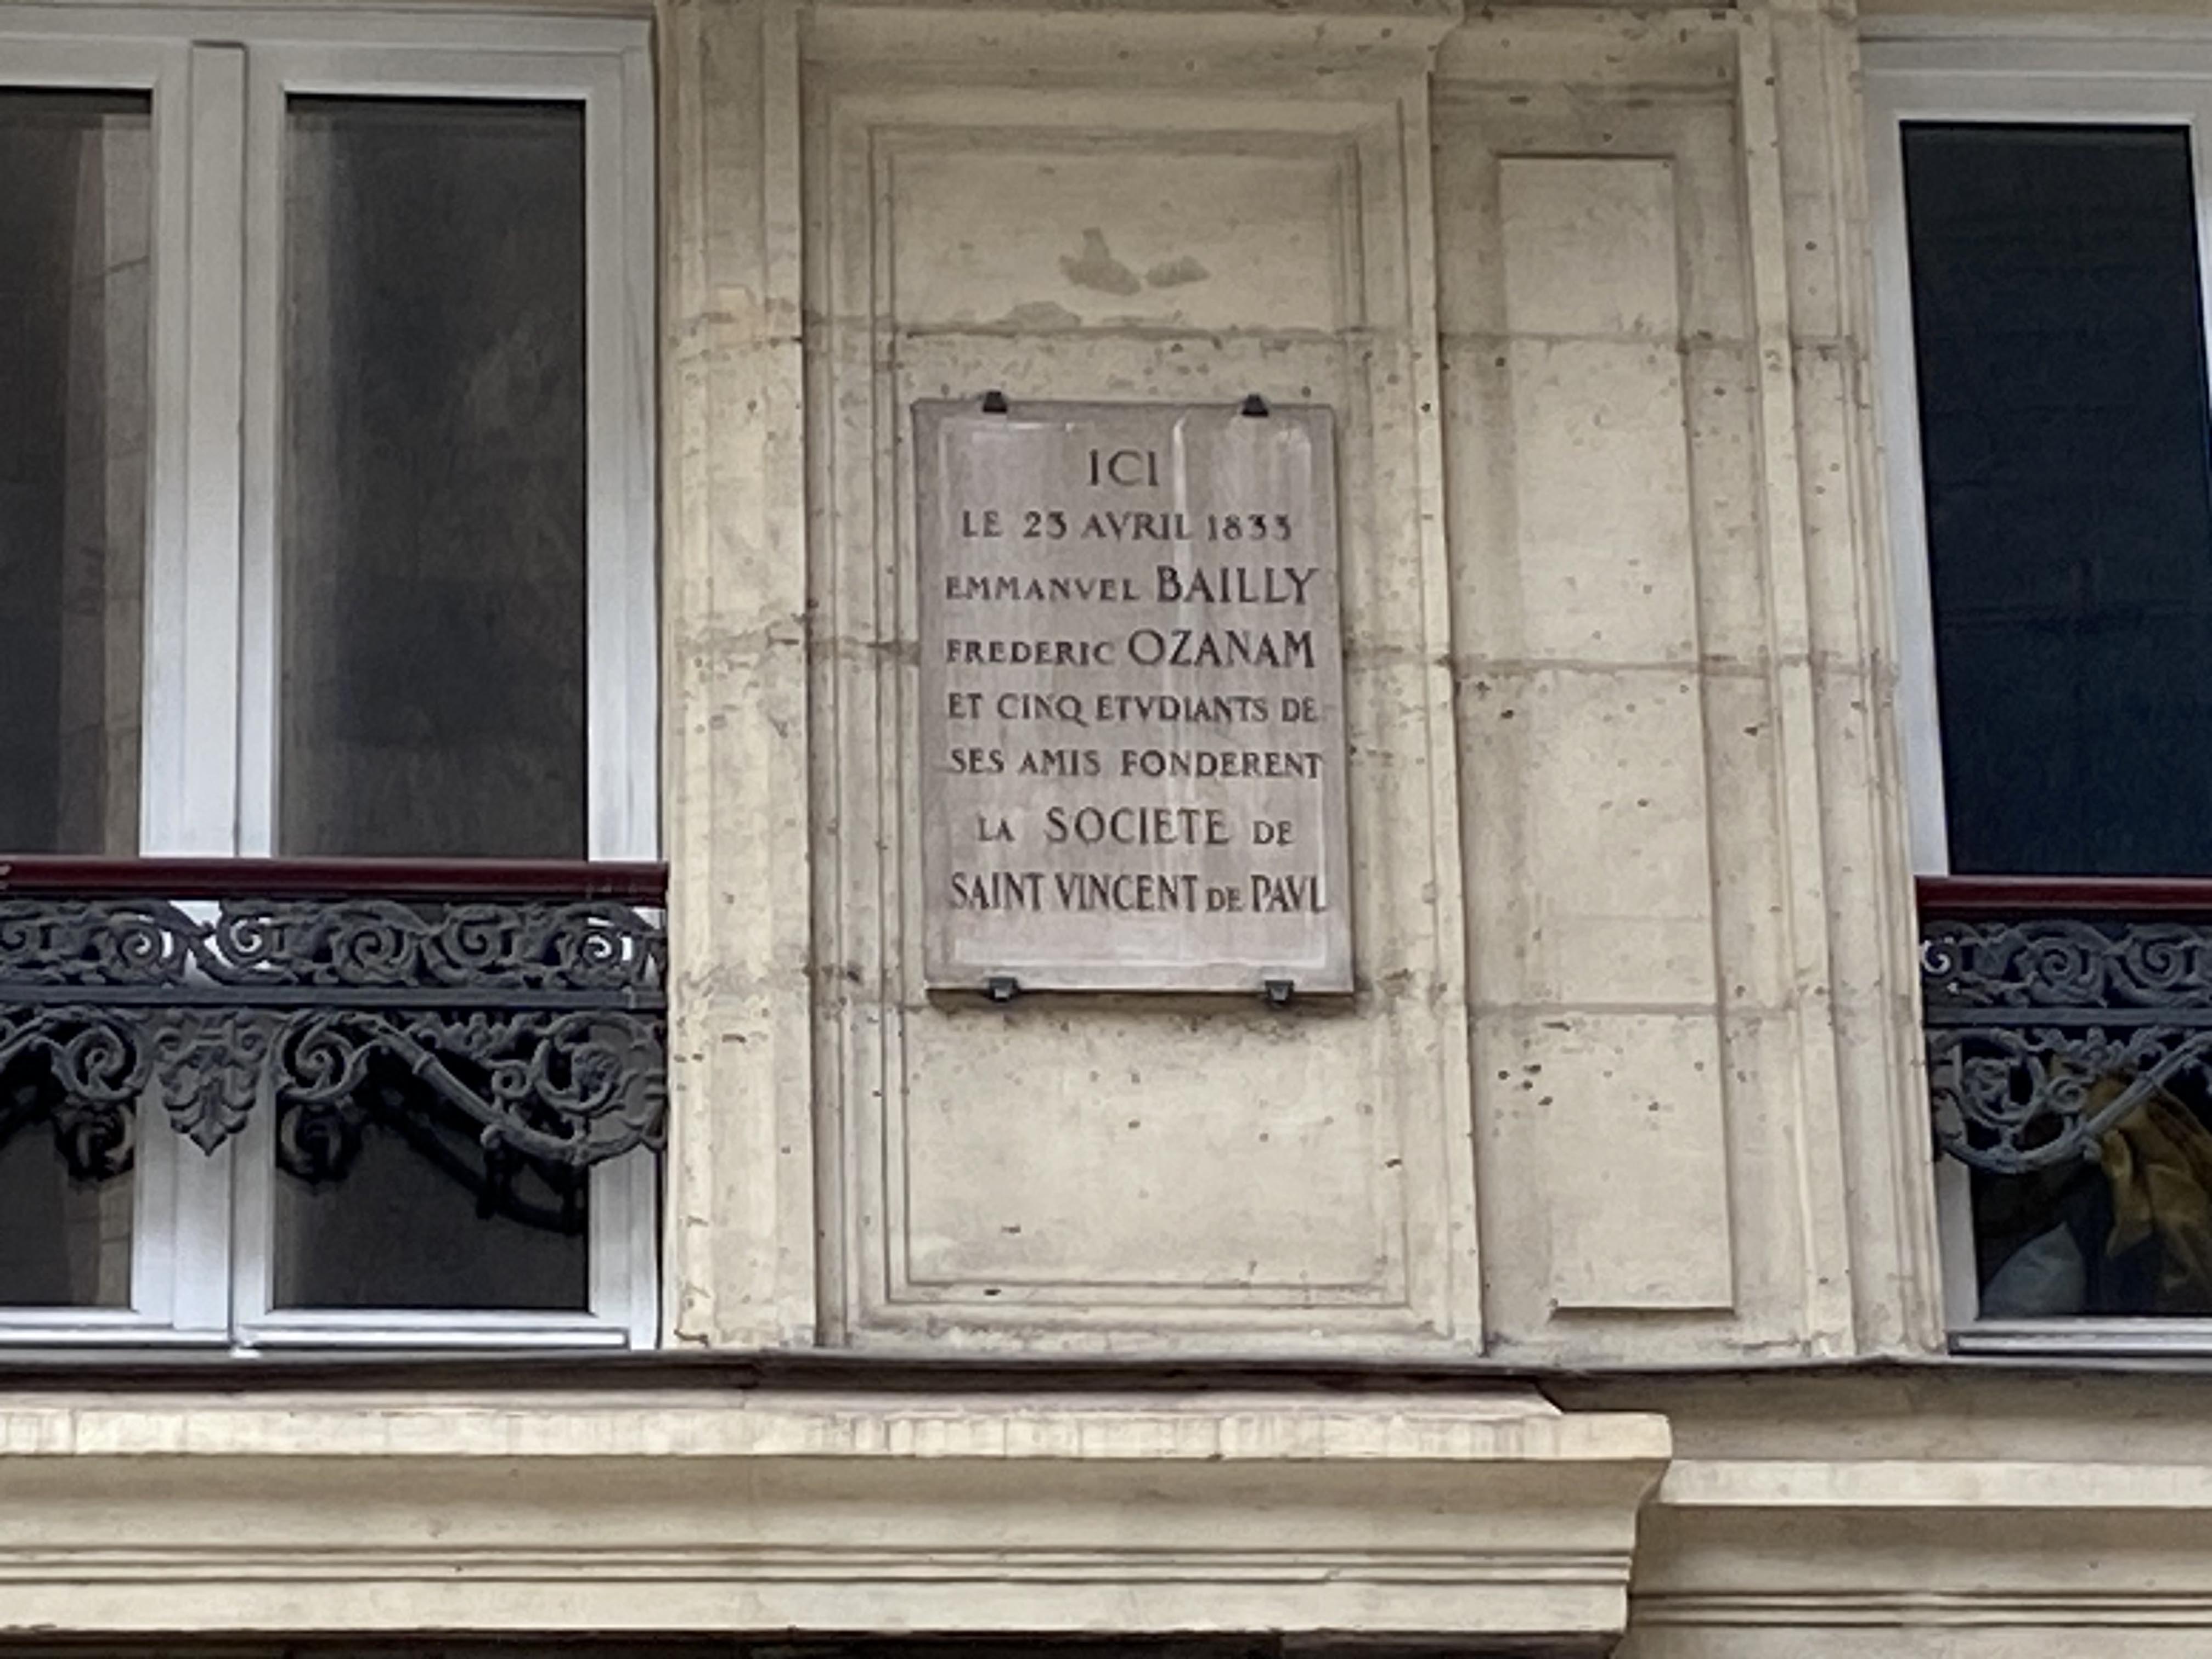 ICI
LE 23 AVRIL 1833
EMMANVEL BAILLY
FREDERIC OZANAM
ET CINQ ETVDIANTS DE
SES AMIS FONDERENT
LA SOCIETE DE
SAINT VINCENT DE PAVL